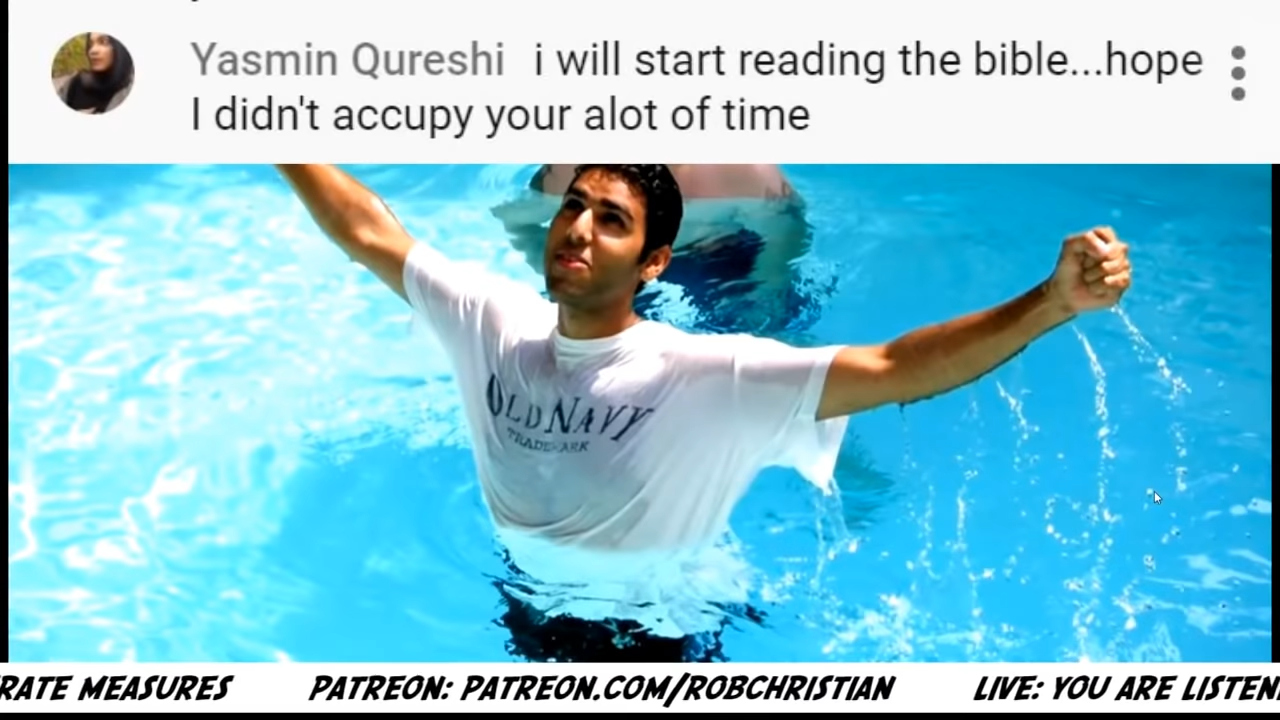 Yasmin Qureshi i will start reading the bible...hope
I didn't accupy your alot of time
OLD NAVY
TRADEMARK
RATE MEASURES PATREON: PATREON.COM/ROBCHRISTIAN LIVE: YOU ARE LISTEN